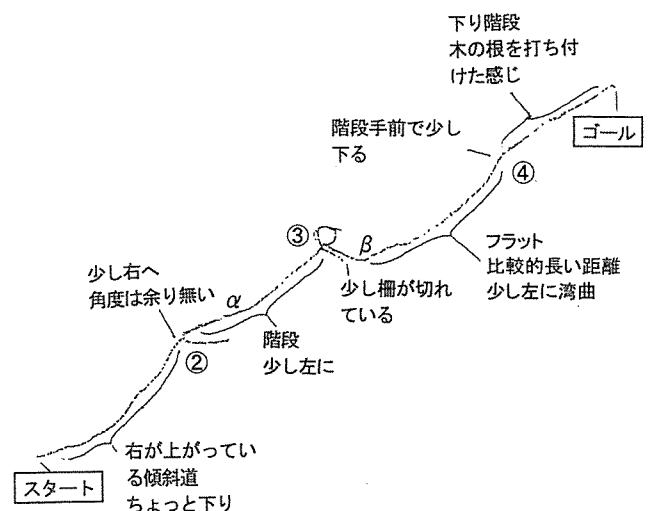 下り階段
木の根を打ち付
けた感じ
ゴール
階段手前で少し
下る
④
③
β
フラット
比較的長い距離
少し左に湾曲
少し右へ
角度は余り無い
α
少し柵が切れ
ている
階段
少し左に
②
右が上がってい
る傾斜道
ちょっと下り
スタート